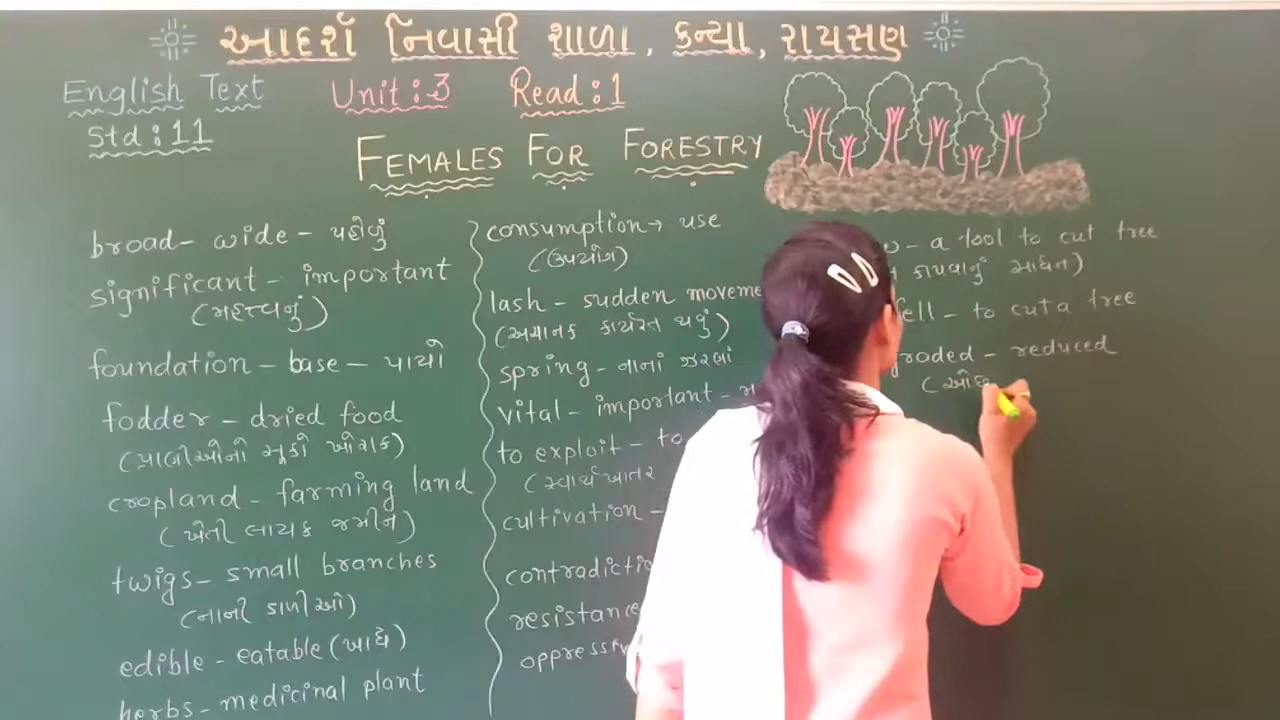 આદર્શ નિવાસી શાળા, કન્યા, રાયસણ
English Text Unit:3 Read:1
Std:11
FEMALES FOR FORESTRY
broad- wide - પહોળું
significant - important
(મહત્ત્વનું)
foundation - base - પાયો
fodder - dried food
(પ્રાણીઓનો સૂકો ખોરાક)
cropland - farming land
(ખેતી લાયક જમીન)
twigs - small branches
(નાની ડાળીઓ)
edible - eatable (ખાદ્ય)
herbs - medicinal plant
consumption → use
(ઉપયોગ)
lash - sudden moveme
(અચાનક કાર્યરત થવું)
spring - નાનાં ઝરણાં
vital - important -
to exploit - to
(સ્વાર્થ ખાતર
cultivation -
contradictio
resistance
oppressiv
- a tool to cut tree
કાપવાનું સાધન)
fell - to cut a tree
groded - reduced
(ઓછ